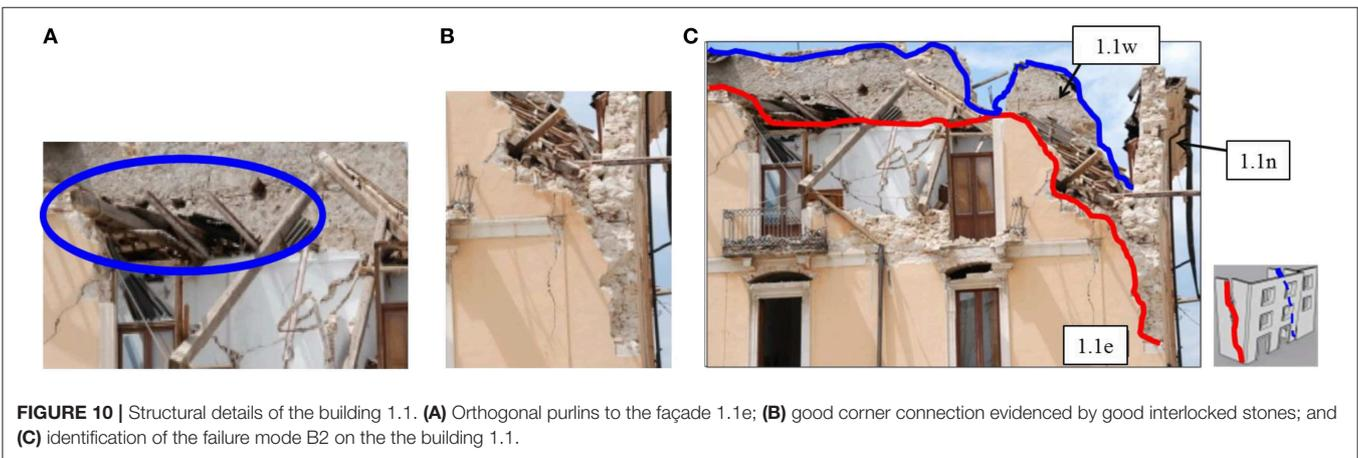 A
B
C
1.1w
1.1n
1.1e
FIGURE 10 | Structural details of the building 1.1. (A) Orthogonal purlins to the façade 1.1e; (B) good corner connection evidenced by good interlocked stones; and
(C) identification of the failure mode B2 on the the building 1.1.